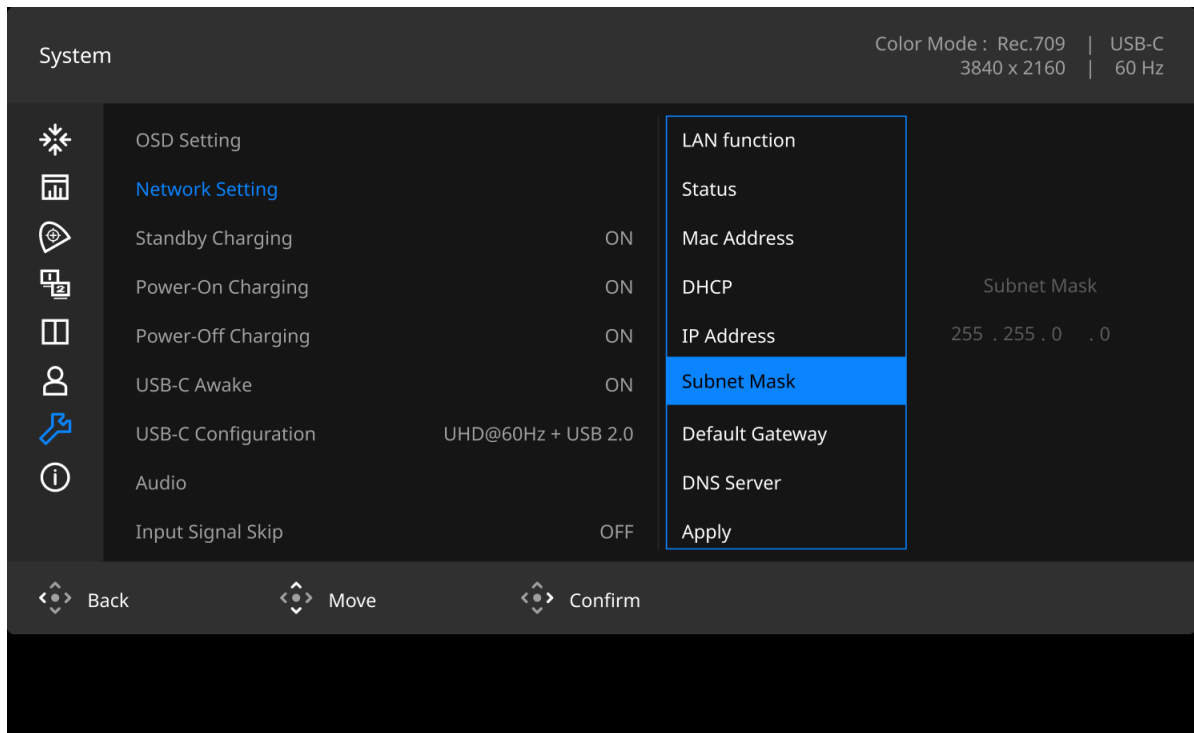 System
Color Mode : Rec.709 | USB-C
3840 x 2160 | 60 Hz
OSD Setting
Network Setting
Standby Charging ON
Power-On Charging ON
Power-Off Charging ON
USB-C Awake ON
USB-C Configuration UHD@60Hz + USB 2.0
Audio
Input Signal Skip OFF
LAN function
Status
Mac Address
DHCP
IP Address
Subnet Mask
Default Gateway
DNS Server
Apply
Subnet Mask
255 . 255 . 0 . 0
Back Move Confirm